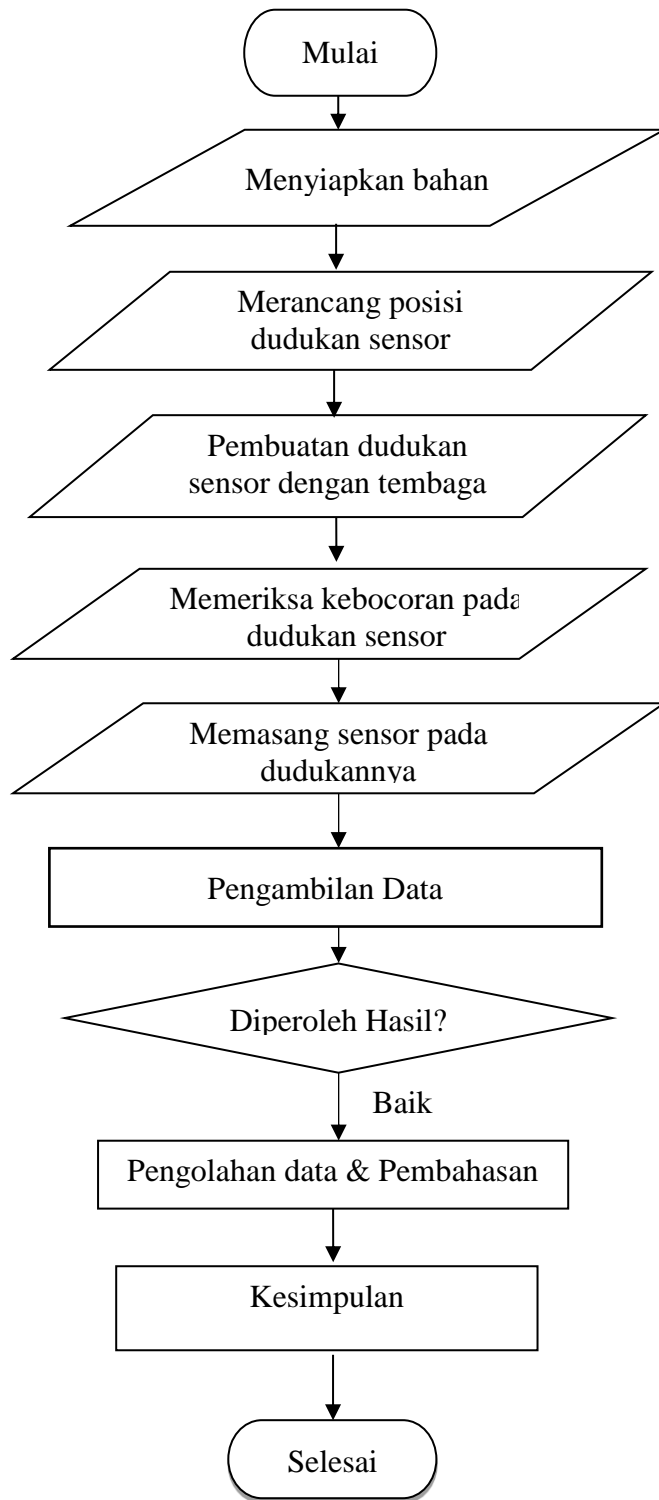 Mulai
Menyiapkan bahan
Merancang posisi
dudukan sensor
Pembuatan dudukan
sensor dengan tembaga
Memeriksa kebocoran pada
dudukan sensor
Memasang sensor pada
dudukannya
Pengambilan Data
Diperoleh Hasil?
Baik
Pengolahan data & Pembahasan
Kesimpulan
Selesai